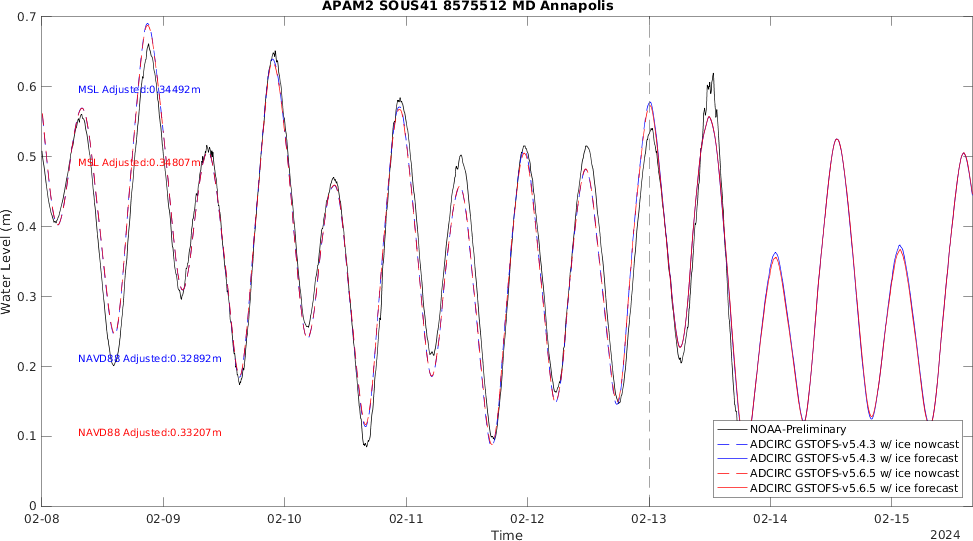 APAM2 SOUS41 8575512 MD Annapolis
0.7
0.6
0.5
0.4
0.3
0.2
0.1
0
Water Level (m)
MSL Adjusted:0.34492m
MSL Adjusted:0.34807m
NAVD88 Adjusted:0.32892m
NAVD88 Adjusted:0.33207m
NOAA-Preliminary
ADCIRC GSTOFS-v5.4.3 w/ ice nowcast
ADCIRC GSTOFS-v5.4.3 w/ ice forecast
ADCIRC GSTOFS-v5.6.5 w/ ice nowcast
ADCIRC GSTOFS-v5.6.5 w/ ice forecast
02-08 02-09 02-10 02-11 02-12 02-13 02-14 02-15
Time
2024